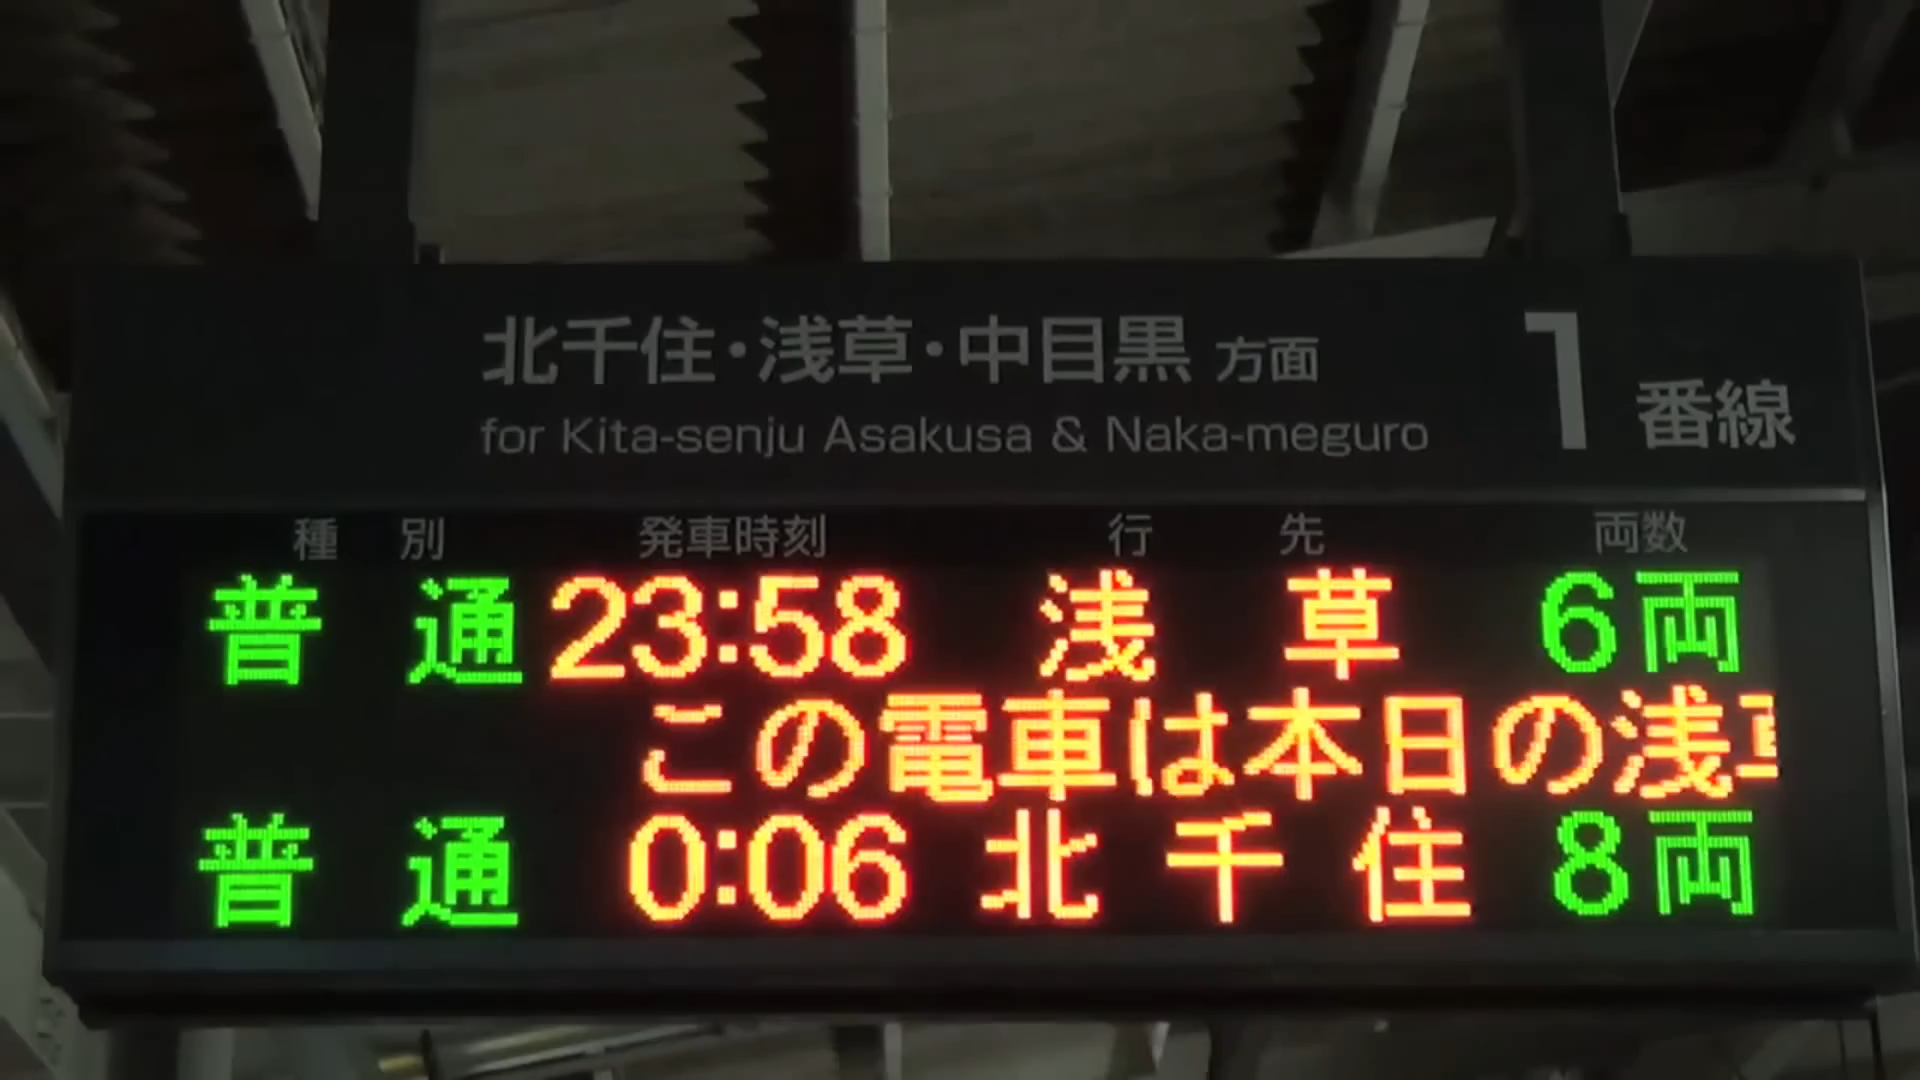 北千住・浅草・中目黒 方面 1番線
for Kita-senju Asakusa & Naka-meguro
種別 発車時刻 行先 両数
普通 23:58 浅草 6両
この電車は本日の浅
普通 0:06 北千住 8両